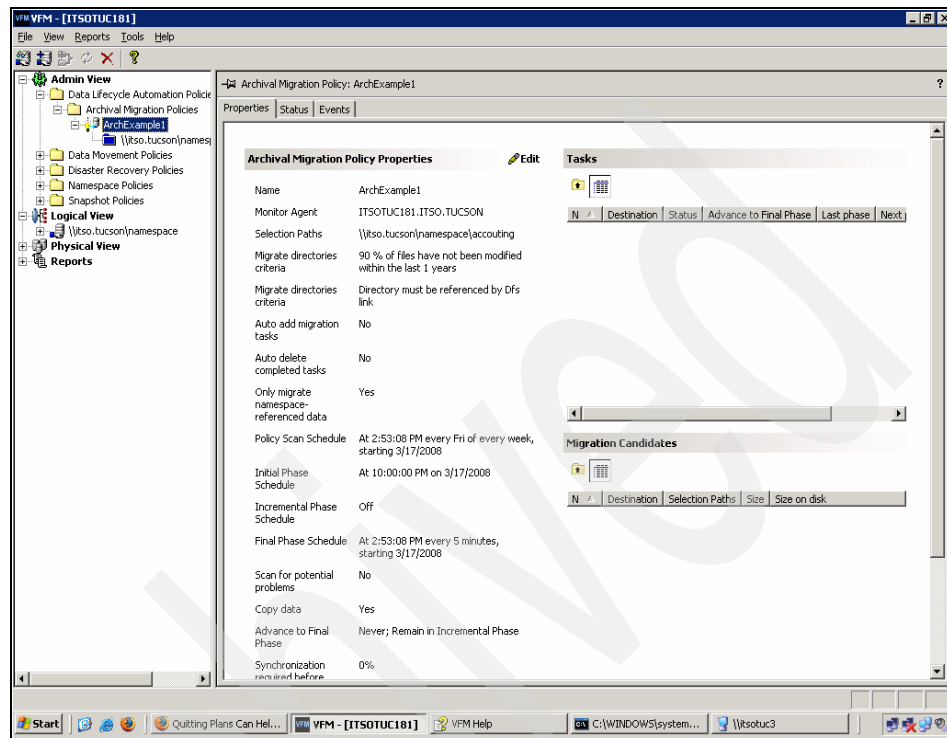 VFM VFM - [ITSOTUC181]
File View Reports Tools Help
Admin View
Data Lifecycle Automation Policie
Archival Migration Policies
ArchExample1
\\itso.tucson\names
Data Movement Policies
Disaster Recovery Policies
Namespace Policies
Snapshot Policies
Logical View
\\itso.tucson\namespace
Physical View
Reports
Archival Migration Policy: ArchExample1 ?
Properties Status Events
Archival Migration Policy Properties Edit
Name ArchExample1
Monitor Agent ITSOTUC181.ITSO.TUCSON
Selection Paths \\itso.tucson\namespace\accouting
Migrate directories 90 % of files have not been modified
criteria within the last 1 years
Migrate directories Directory must be referenced by Dfs
criteria link
Auto add migration No
tasks
Auto delete No
completed tasks
Only migrate Yes
namespace-
referenced data
Policy Scan Schedule At 2:53:08 PM every Fri of every week,
starting 3/17/2008
Initial Phase At 10:00:00 PM on 3/17/2008
Schedule
Incremental Phase Off
Schedule
Final Phase Schedule At 2:53:08 PM every 5 minutes,
starting 3/17/2008
Scan for potential No
problems
Copy data Yes
Advance to Final Never; Remain in Incremental Phase
Phase
Synchronization 0%
required before
Tasks
N Destination Status Advance to Final Phase Last phase Next
Migration Candidates
N Destination Selection Paths Size Size on disk
Start Quitting Plans Can Hel... VFM VFM - [ITSOTUC181] VFM Help C:\WINDOWS\system... \\itsotuc3
hived